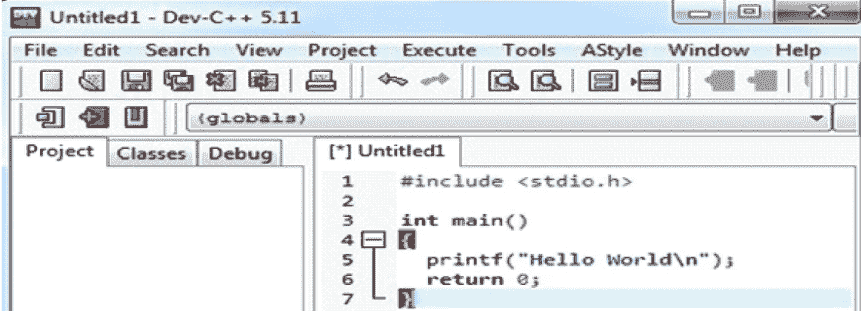 Untitled1 - Dev-C++ 5.11
File Edit Search View Project Execute Tools AStyle Window Help
(globals)
Project Classes Debug [*] Untitled1
1 #include <stdio.h>
2
3 int main()
4 {
5 printf("Hello World\n");
6 return 0;
7 }